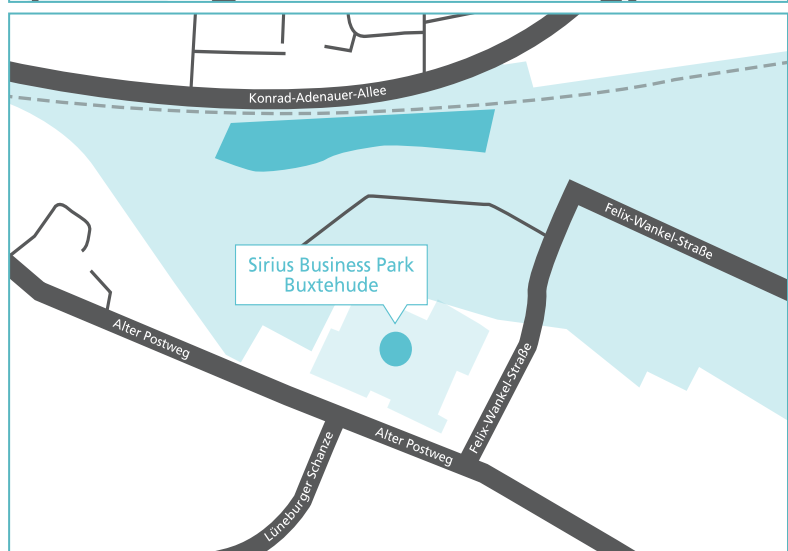 Konrad-Adenauer-Allee
Felix-Wankel-Straße
Sirius Business Park
Buxtehude
Alter Postweg
Felix-Wankel-Straße
Alter Postweg
Lüneburger Schanze